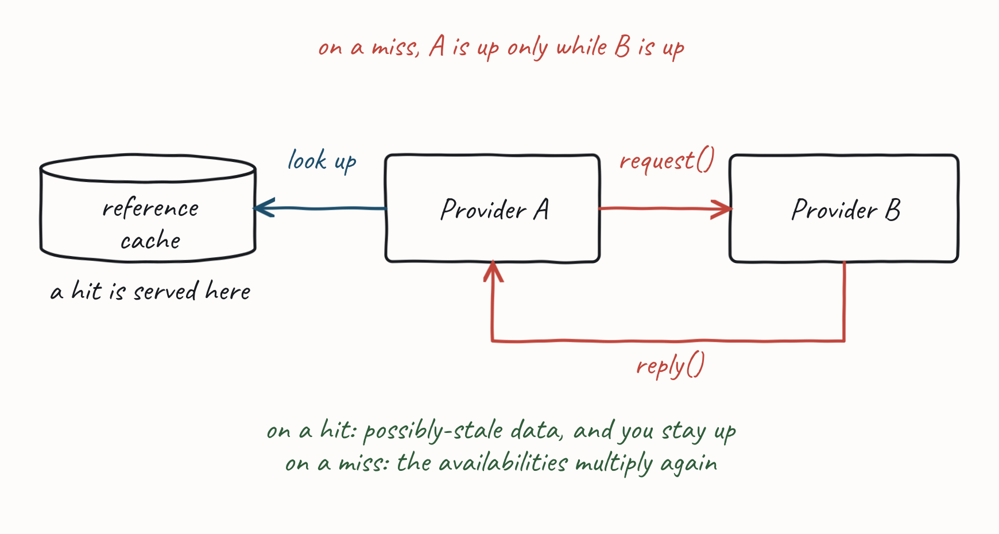 on a miss, A is up only while B is up
look up
request()
reference
cache
Provider A
Provider B
a hit is served here
reply()
on a hit: possibly-stale data, and you stay up
on a miss: the availabilities multiply again